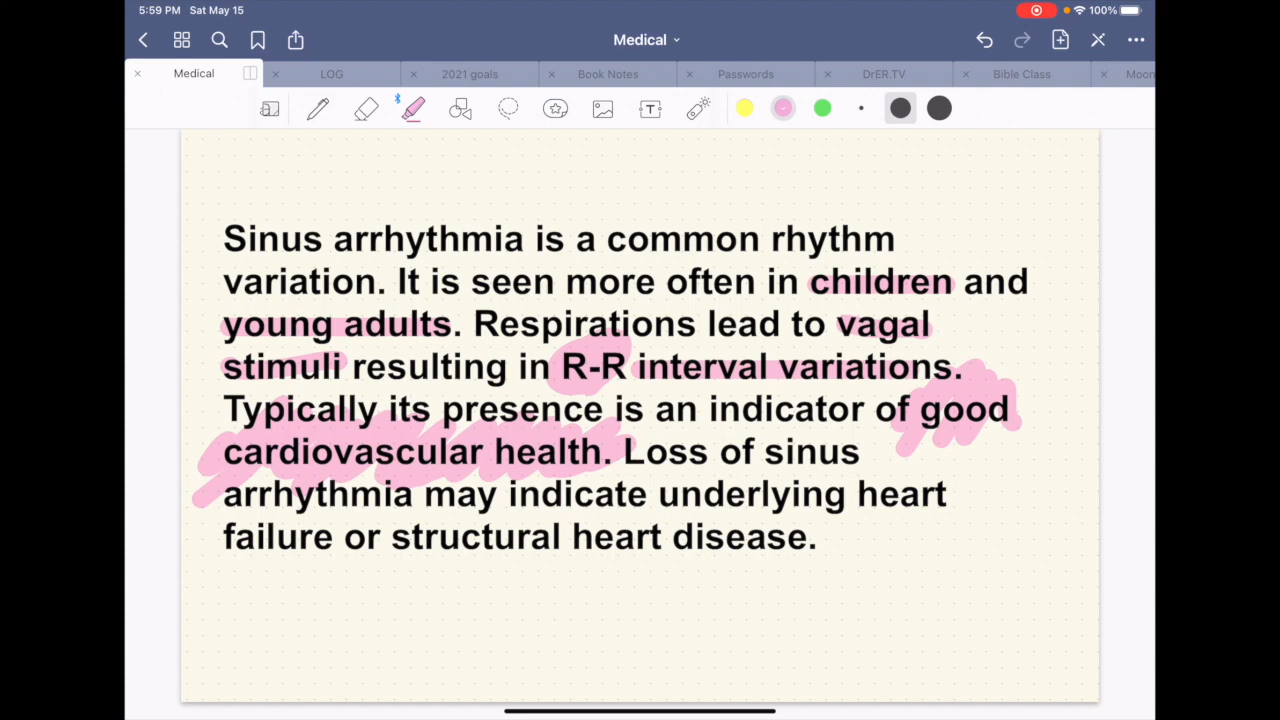 5:59 PM Sat May 15
100%
Medical
Medical LOG 2021 goals Book Notes Passwords DrER.TV Bible Class Moon
T
Sinus arrhythmia is a common rhythm
variation. It is seen more often in children and
young adults. Respirations lead to vagal
stimuli resulting in R-R interval variations.
Typically its presence is an indicator of good
cardiovascular health. Loss of sinus
arrhythmia may indicate underlying heart
failure or structural heart disease.